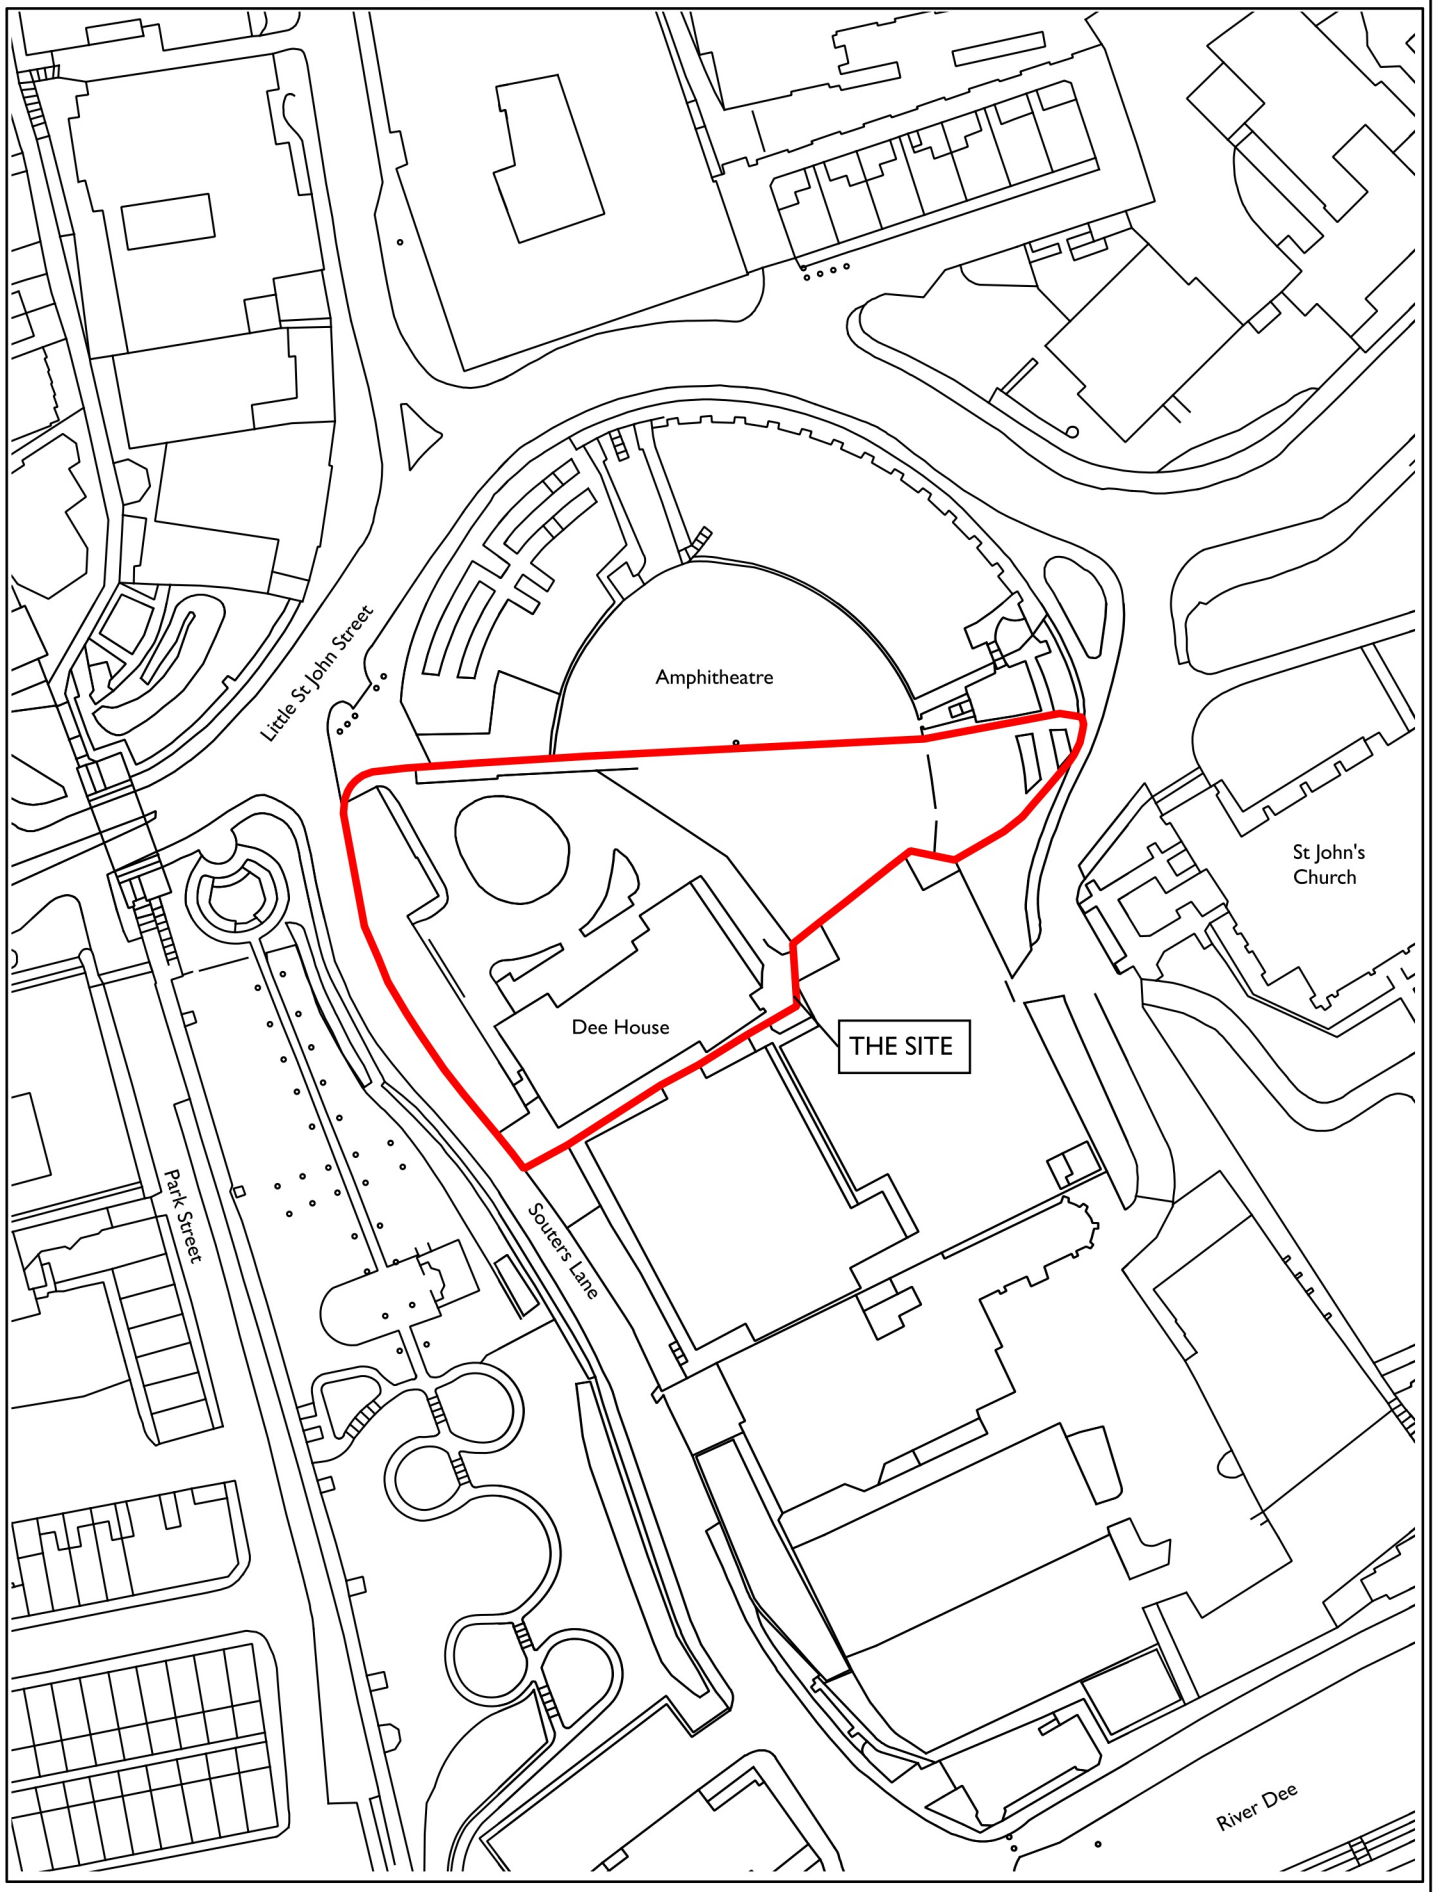 Little St John Street
Amphitheatre
St John's
Church
Dee House
THE SITE
Park Street
Souters Lane
River Dee